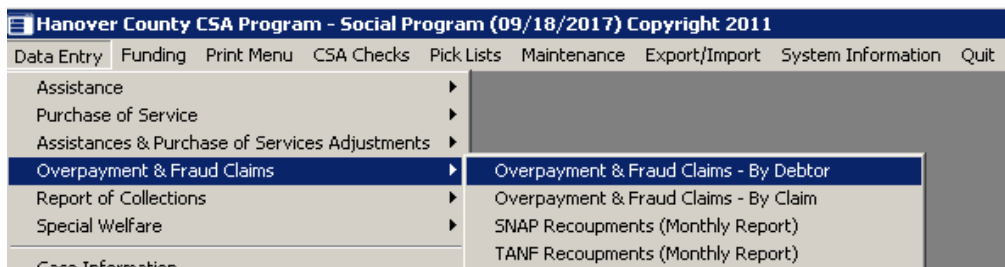 Hanover County CSA Program - Social Program (09/18/2017) Copyright 2011
Data Entry Funding Print Menu CSA Checks Pick Lists Maintenance Export/Import System Information Quit
Assistance
Purchase of Service
Assistances & Purchase of Services Adjustments
Overpayment & Fraud Claims
Report of Collections
Special Welfare
Case Information
Overpayment & Fraud Claims - By Debtor
Overpayment & Fraud Claims - By Claim
SNAP Recoupments (Monthly Report)
TANF Recoupments (Monthly Report)